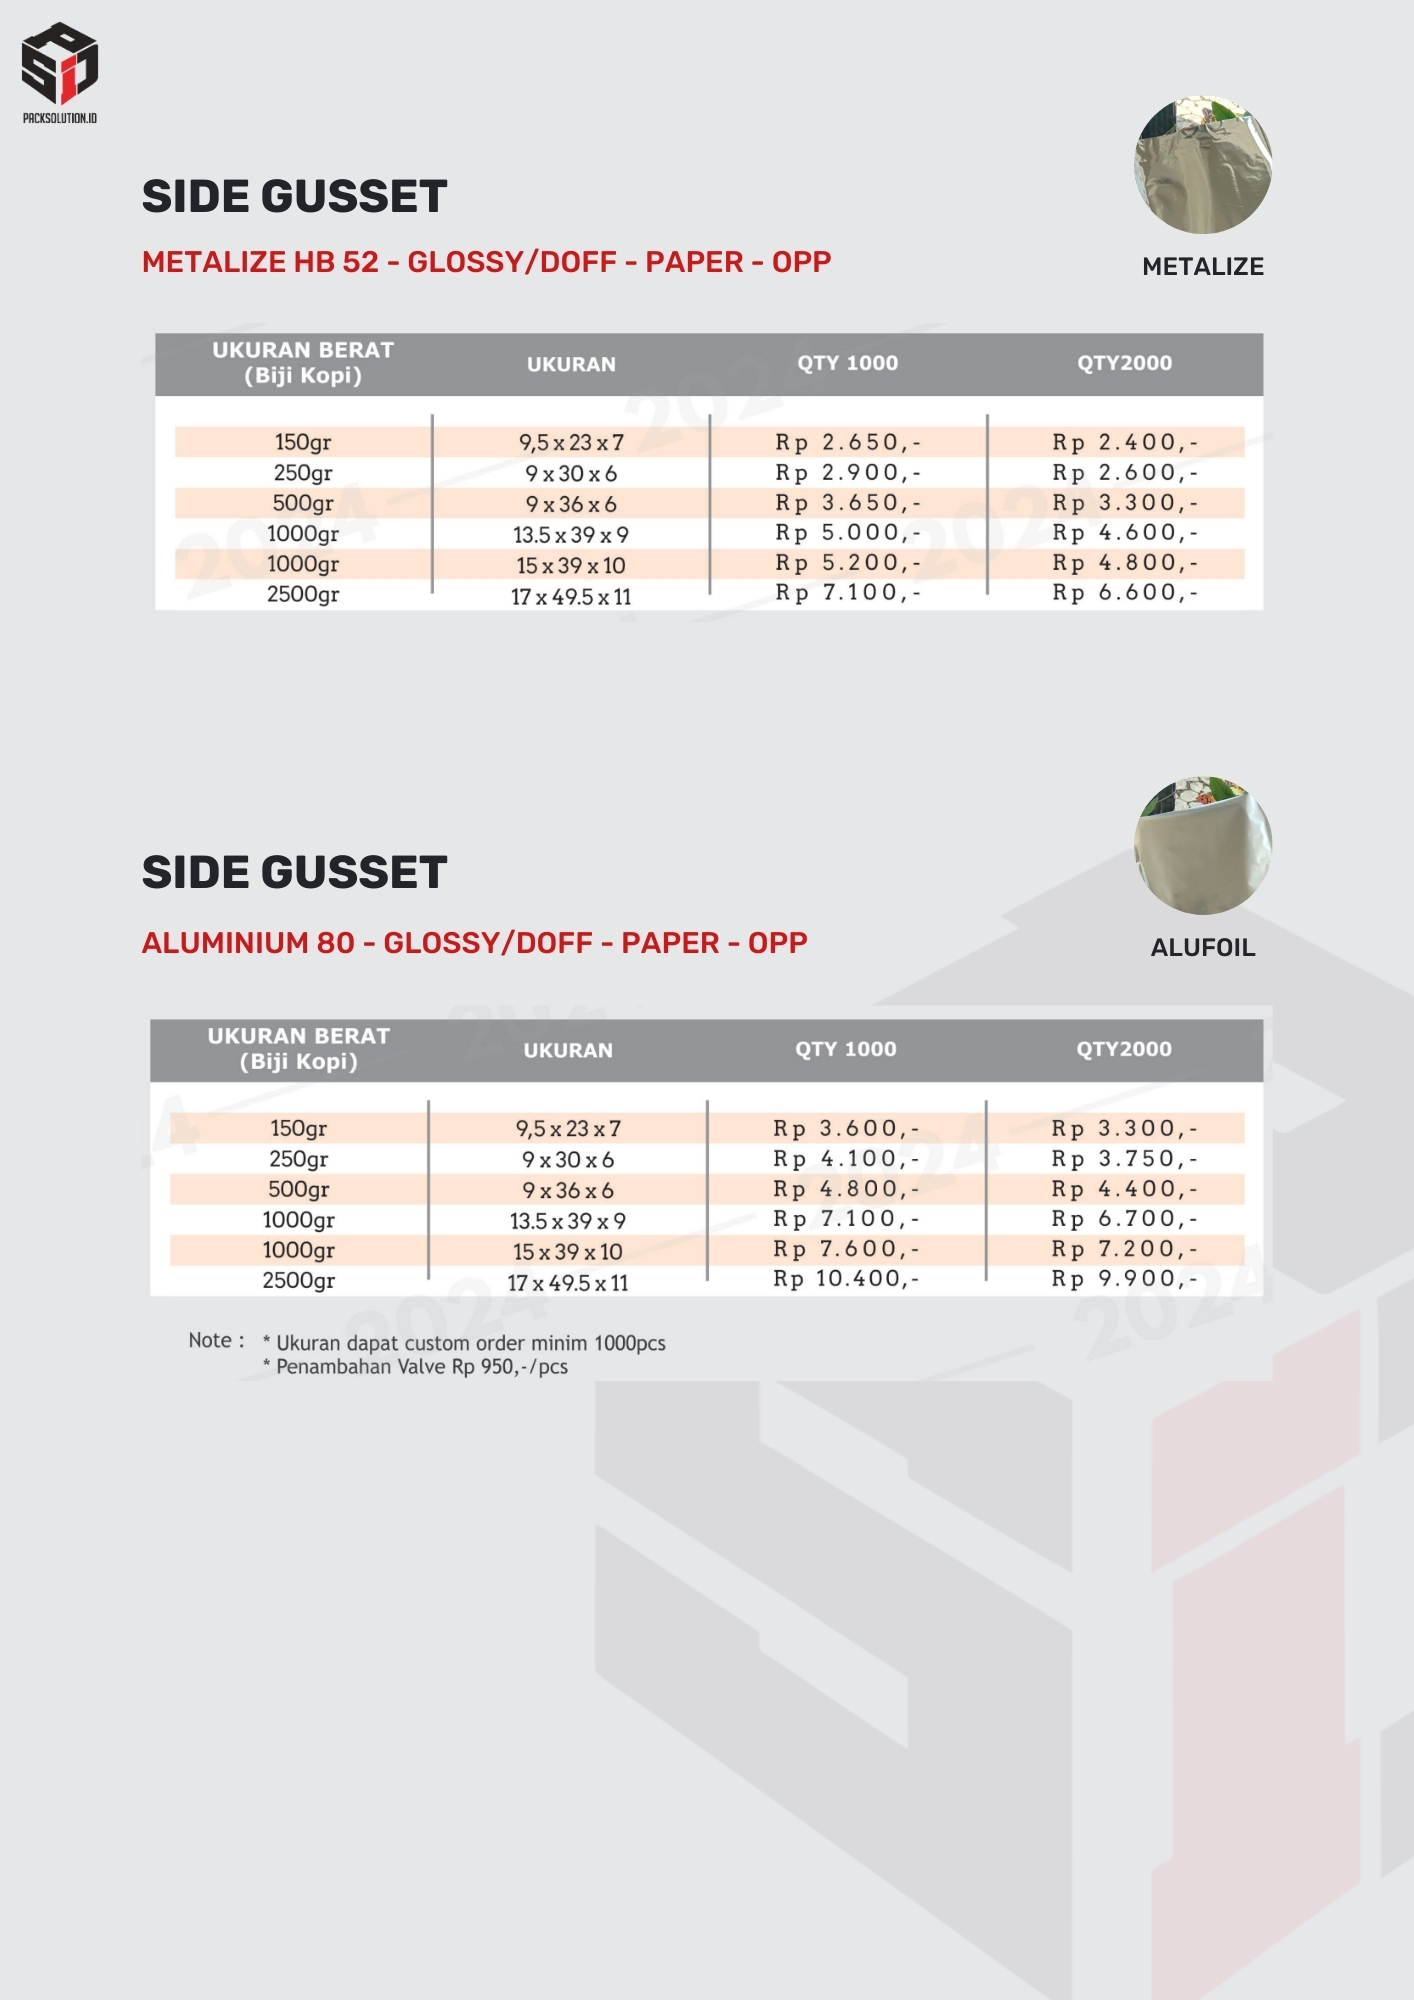 PSID
PACKSOLUTION.ID
SIDE GUSSET
METALIZE HB 52 - GLOSSY/DOFF - PAPER - OPP
METALIZE
UKURAN BERAT (Biji Kopi) UKURAN QTY 1000 QTY2000
150gr 9,5 x 23 x 7 Rp 2.650,- Rp 2.400,-
250gr 9 x 30 x 6 Rp 2.900,- Rp 2.600,-
500gr 9 x 36 x 6 Rp 3.650,- Rp 3.300,-
1000gr 13.5 x 39 x 9 Rp 5.000,- Rp 4.600,-
1000gr 15 x 39 x 10 Rp 5.200,- Rp 4.800,-
2500gr 17 x 49.5 x 11 Rp 7.100,- Rp 6.600,-
2024
2024
2024
SIDE GUSSET
ALUMINIUM 80 - GLOSSY/DOFF - PAPER - OPP
ALUFOIL
UKURAN BERAT (Biji Kopi) UKURAN QTY 1000 QTY2000
150gr 9,5 x 23 x 7 Rp 3.600,- Rp 3.300,-
250gr 9 x 30 x 6 Rp 4.100,- Rp 3.750,-
500gr 9 x 36 x 6 Rp 4.800,- Rp 4.400,-
1000gr 13.5 x 39 x 9 Rp 7.100,- Rp 6.700,-
1000gr 15 x 39 x 10 Rp 7.600,- Rp 7.200,-
2500gr 17 x 49.5 x 11 Rp 10.400,- Rp 9.900,-
2024
2024
2024
2024
Note : * Ukuran dapat custom order minim 1000pcs
* Penambahan Valve Rp 950,-/pcs